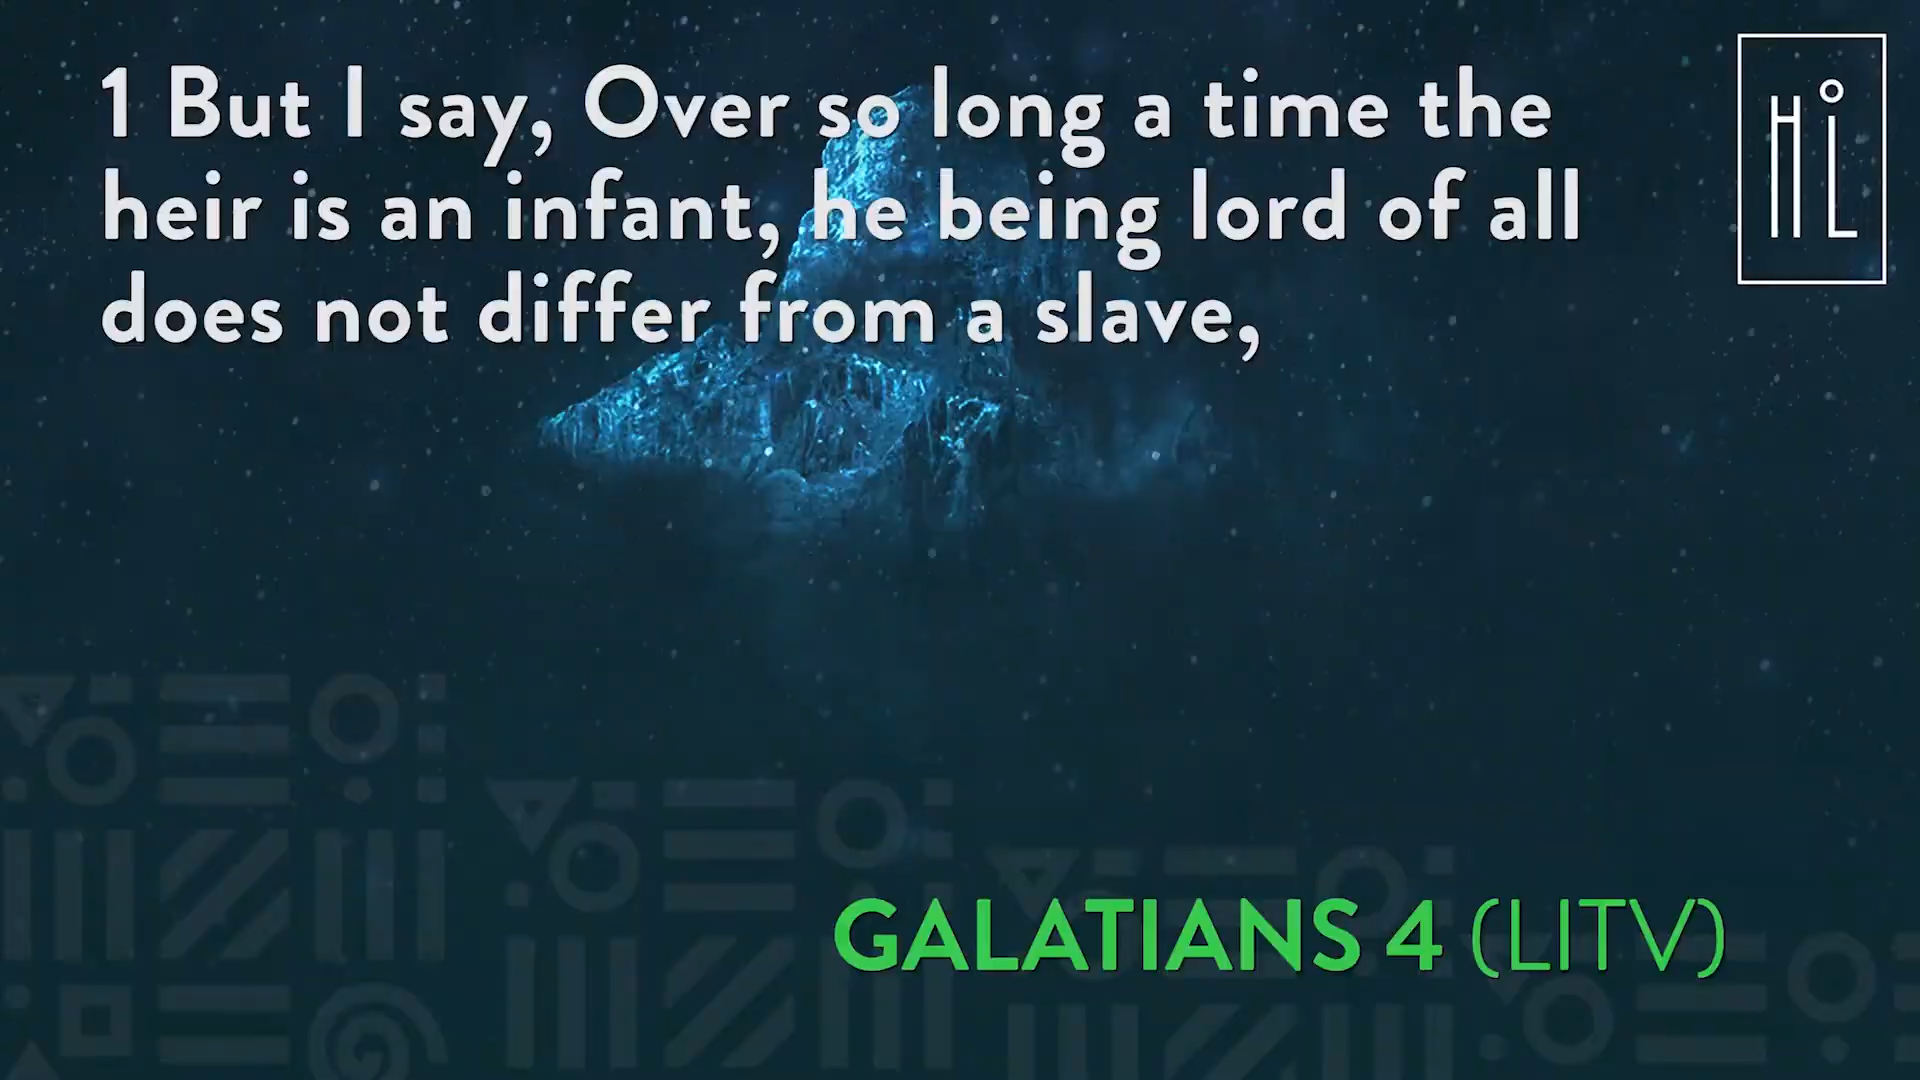 1 But I say, Over so long a time the
heir is an infant, he being lord of all
does not differ from a slave,
HiL
GALATIANS 4 (LITV)